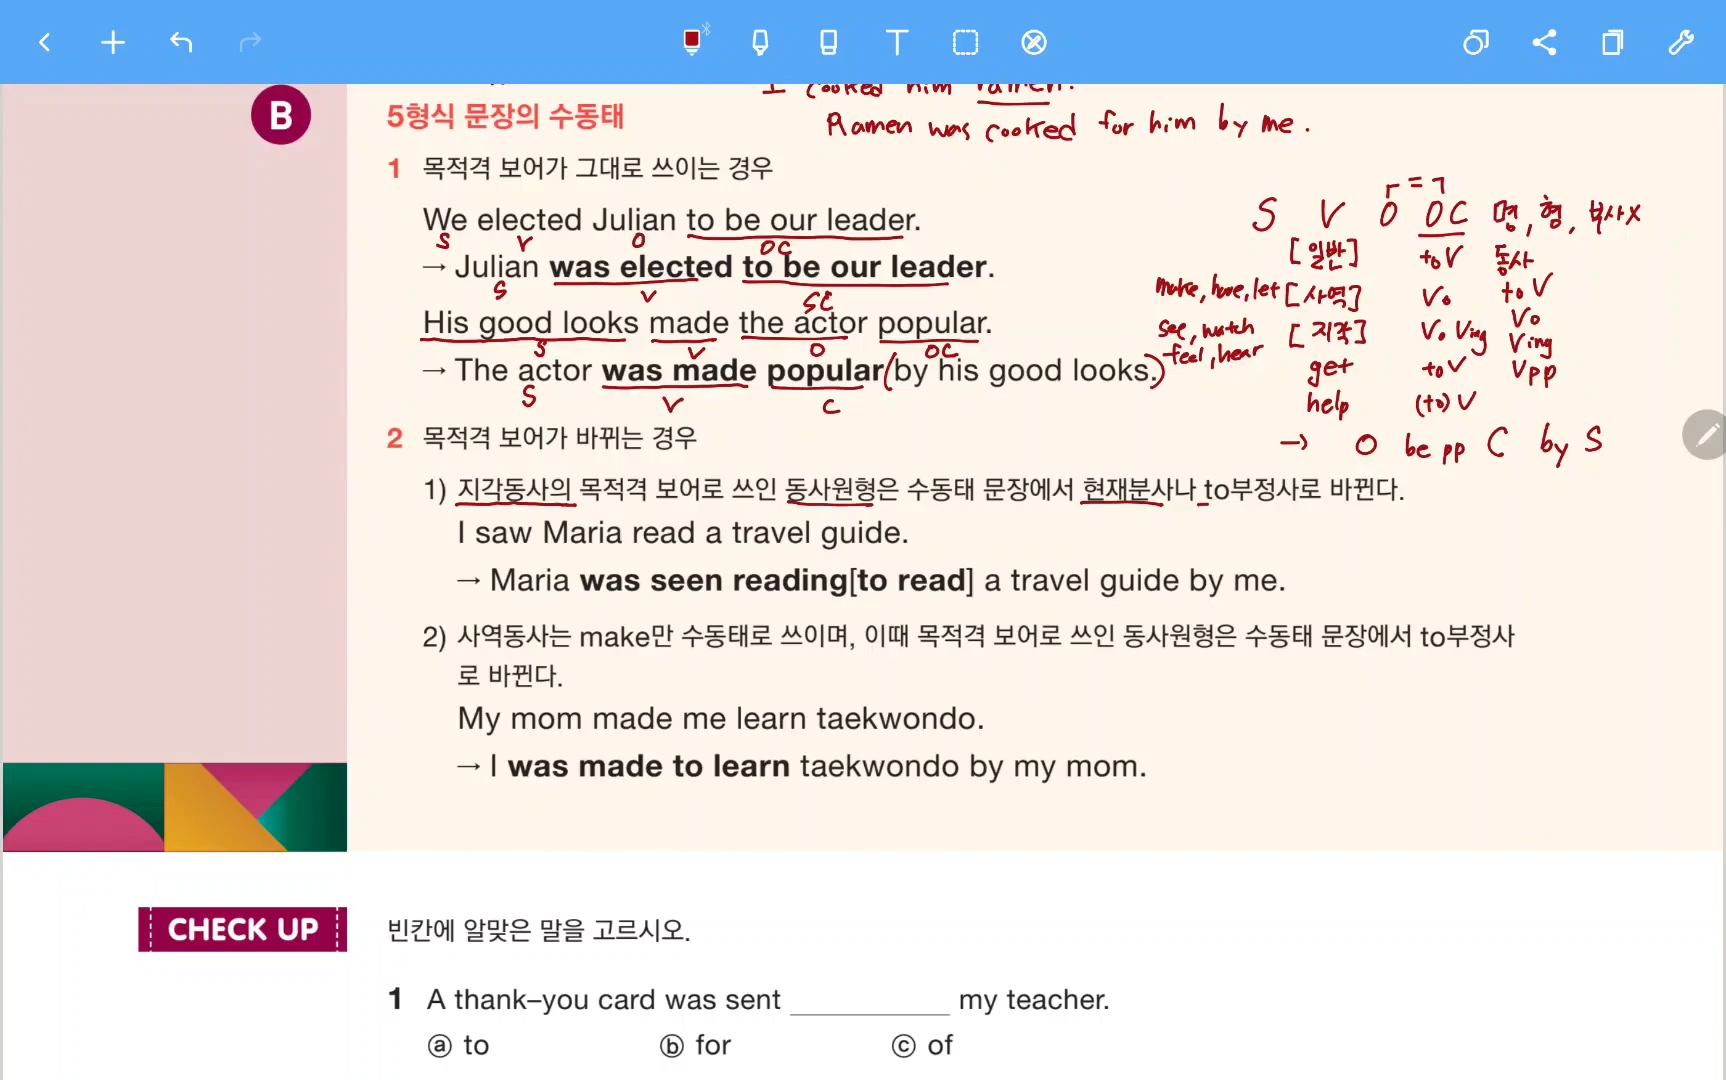 I cooked him ramen.
B
5형식 문장의 수동태
Ramen was cooked for him by me.
1 목적격 보어가 그대로 쓰이는 경우
We elected Julian to be our leader.
S V O OC
→ Julian was elected to be our leader.
S V SC
His good looks made the actor popular.
S V O OC
→ The actor was made popular (by his good looks.)
S V C
S V O OC 명, 형, 부사X
「 = 」
[일반] to V 동사
make, have, let [사역] V₀ to V
V₀
see, watch [지각] V₀ Ving Ving
feel, hear
get to V Vpp
help (to) V
→ O be pp C by S
2 목적격 보어가 바뀌는 경우
1) 지각동사의 목적격 보어로 쓰인 동사원형은 수동태 문장에서 현재분사나 to부정사로 바뀐다.
I saw Maria read a travel guide.
→ Maria was seen reading[to read] a travel guide by me.
2) 사역동사는 make만 수동태로 쓰이며, 이때 목적격 보어로 쓰인 동사원형은 수동태 문장에서 to부정사
로 바뀐다.
My mom made me learn taekwondo.
→ I was made to learn taekwondo by my mom.
CHECK UP 빈칸에 알맞은 말을 고르시오.
1 A thank–you card was sent __________ my teacher.
ⓐ to ⓑ for ⓒ of